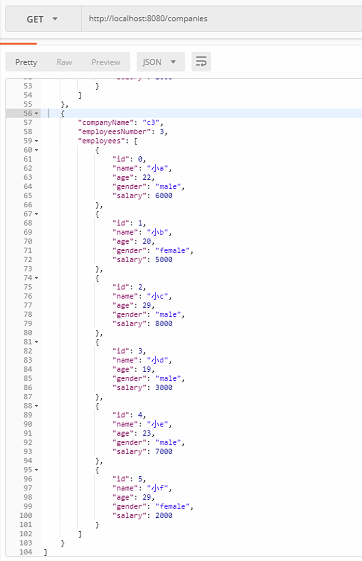 GET http://localhost:8080/companies
Pretty Raw Preview JSON
53 }
54 ]
55 },
56 {
57 "companyName": "c3",
58 "employeesNumber": 3,
59 "employees": [
60 {
61 "id": 0,
62 "name": "小a",
63 "age": 22,
64 "gender": "male",
65 "salary": 6000
66 },
67 {
68 "id": 1,
69 "name": "小b",
70 "age": 20,
71 "gender": "female",
72 "salary": 5000
73 },
74 {
75 "id": 2,
76 "name": "小c",
77 "age": 29,
78 "gender": "male",
79 "salary": 8000
80 },
81 {
82 "id": 3,
83 "name": "小d",
84 "age": 19,
85 "gender": "male",
86 "salary": 3000
87 },
88 {
89 "id": 4,
90 "name": "小e",
91 "age": 23,
92 "gender": "male",
93 "salary": 7000
94 },
95 {
96 "id": 5,
97 "name": "小f",
98 "age": 29,
99 "gender": "female",
100 "salary": 2000
101 }
102 ]
103 }
104 ]